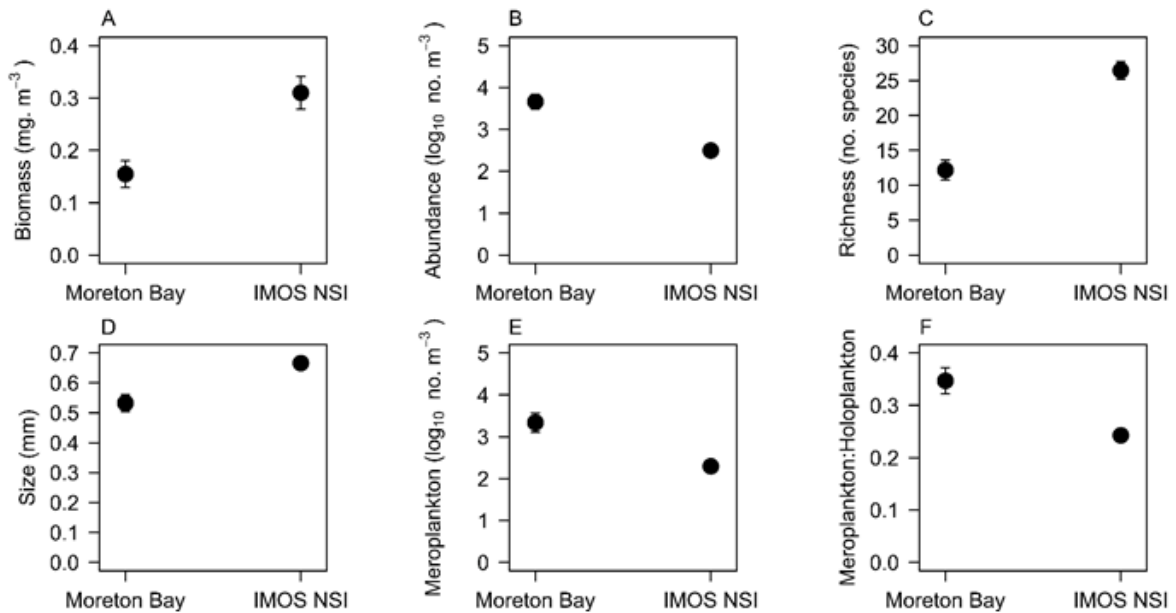 A
Biomass (mg. m⁻³ )
0.4
0.3
0.2
0.1
0.0
Moreton Bay
IMOS NSI
B
Abundance (log₁₀ no. m⁻³ )
5
4
3
2
1
0
Moreton Bay
IMOS NSI
C
Richness (no. species)
30
25
20
15
10
5
0
Moreton Bay
IMOS NSI
D
Size (mm)
0.7
0.6
0.5
0.4
0.3
0.2
0.1
0.0
Moreton Bay
IMOS NSI
E
Meroplankton (log₁₀ no. m⁻³ )
5
4
3
2
1
0
Moreton Bay
IMOS NSI
F
Meroplankton:Holoplankton
0.4
0.3
0.2
0.1
0.0
Moreton Bay
IMOS NSI